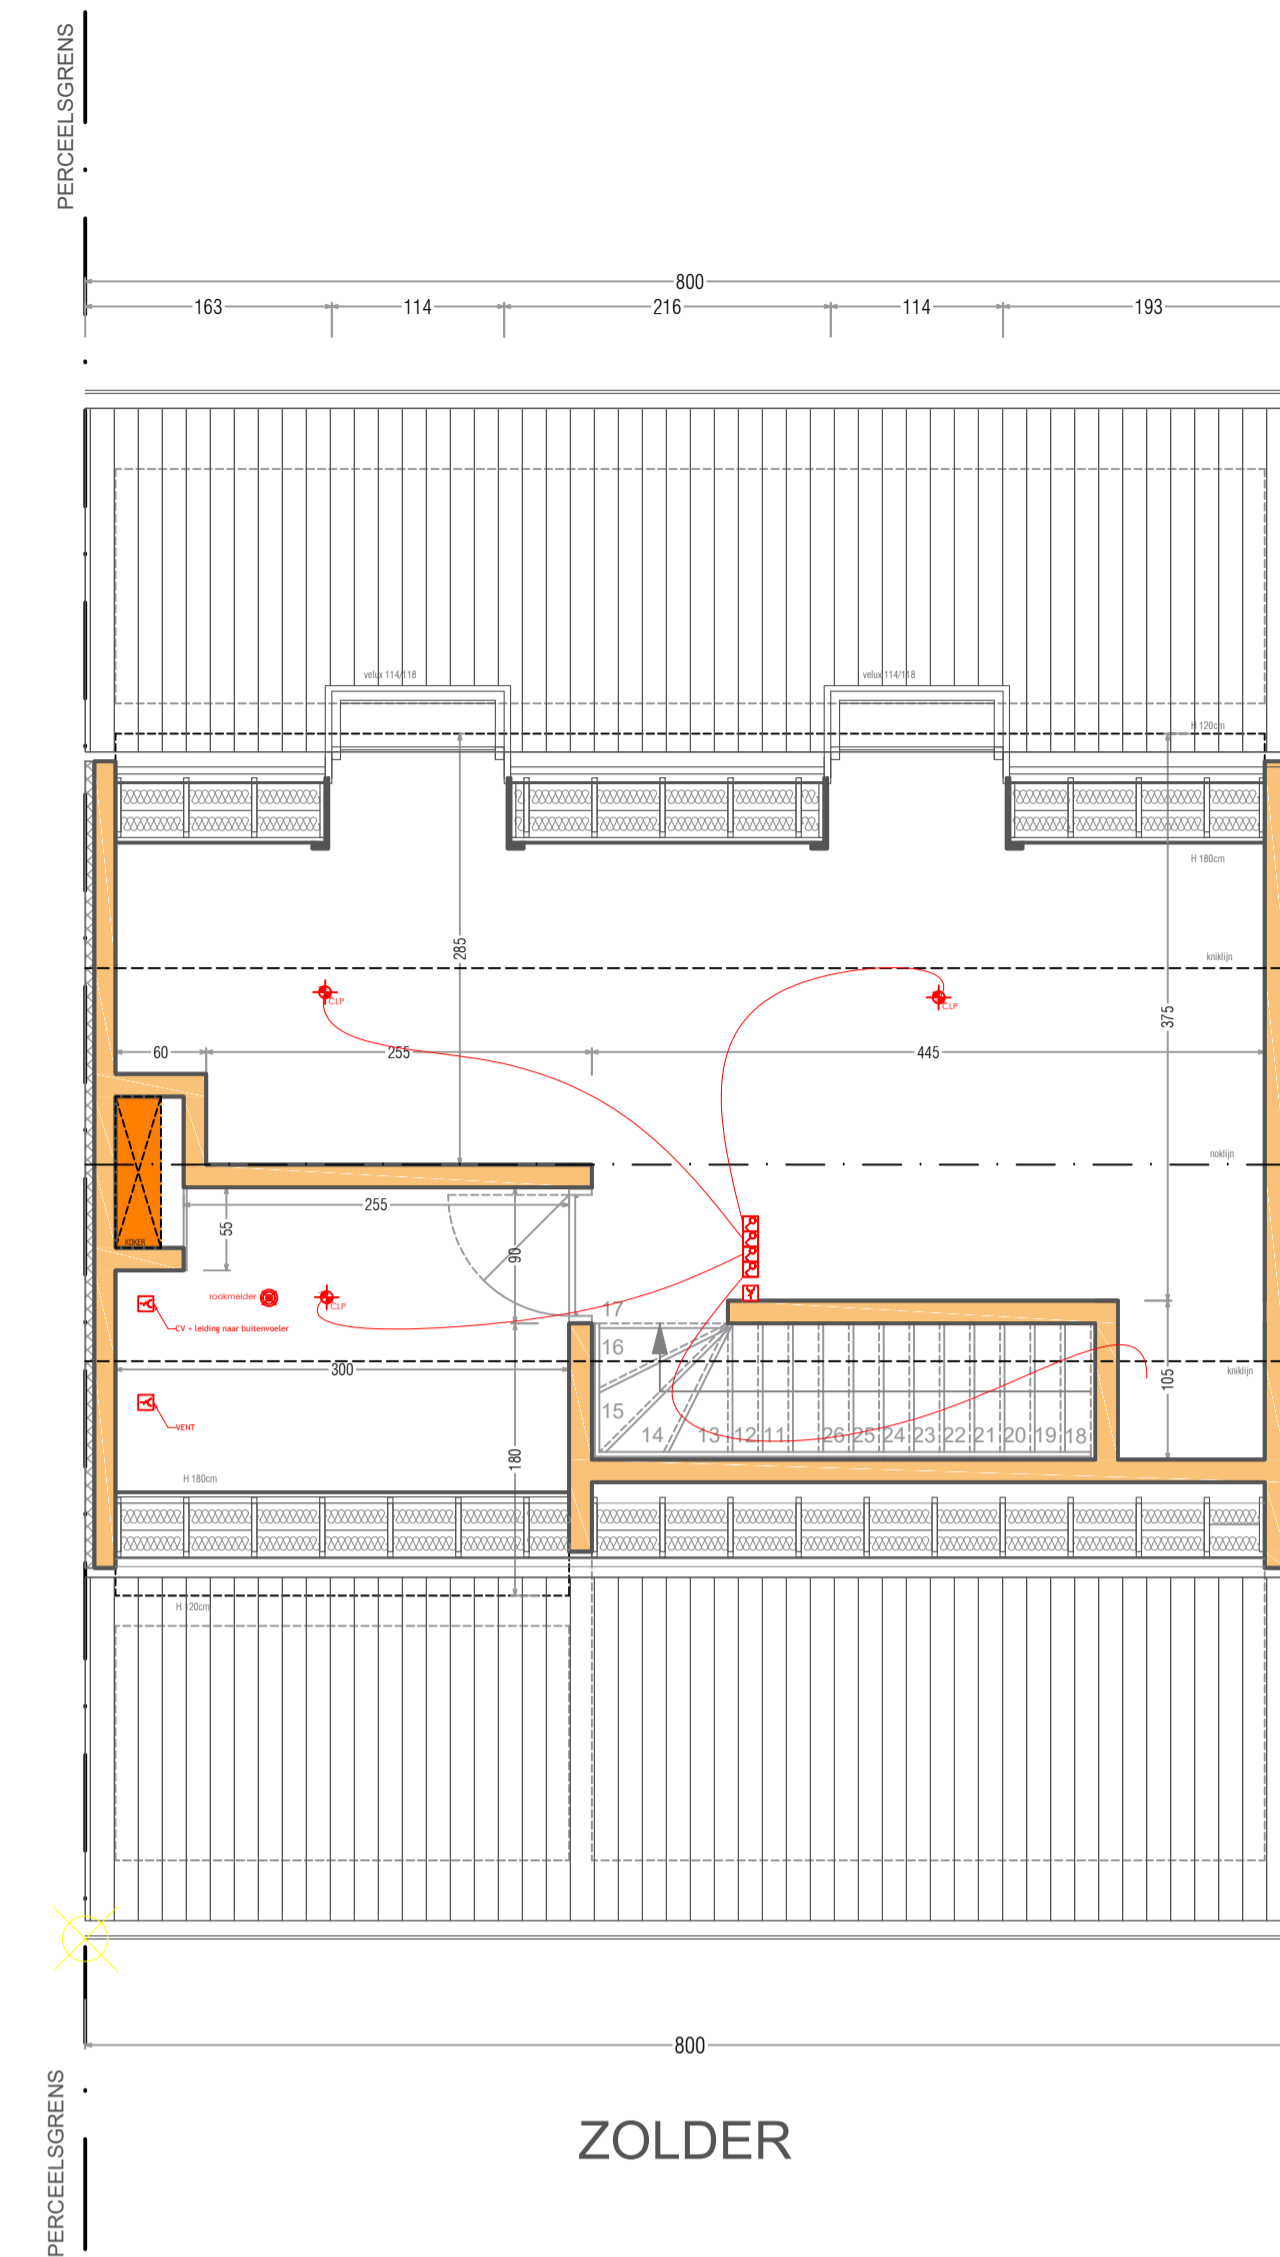 PERCEELSGRENS
800
163
114
216
114
193
velux 114/118
velux 114/118
H 120cm
H 180cm
285
kniklijn
CLP
CLP
375
60
255
445
noklijn
255
55
KOKER
90
rookmelder
CLP
CV + leiding naar buitenvoeler
17
16
300
kniklijn
105
15
14
13
12
11
26
25
24
23
22
21
20
19
18
VENT
180
H 180cm
H 120cm
800
PERCEELSGRENS
ZOLDER